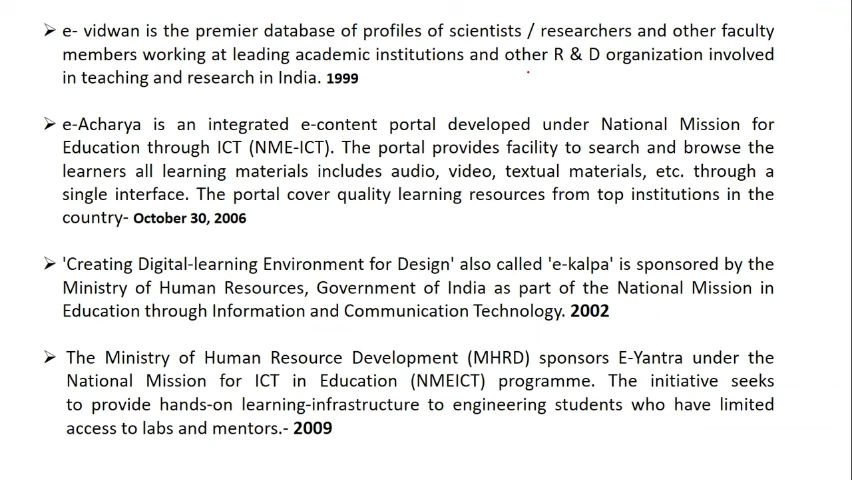 ➢ e- vidwan is the premier database of profiles of scientists / researchers and other faculty
members working at leading academic institutions and other R & D organization involved
in teaching and research in India. 1999
➢ e-Acharya is an integrated e-content portal developed under National Mission for
Education through ICT (NME-ICT). The portal provides facility to search and browse the
learners all learning materials includes audio, video, textual materials, etc. through a
single interface. The portal cover quality learning resources from top institutions in the
country- October 30, 2006
➢ 'Creating Digital-learning Environment for Design' also called 'e-kalpa' is sponsored by the
Ministry of Human Resources, Government of India as part of the National Mission in
Education through Information and Communication Technology. 2002
➢ The Ministry of Human Resource Development (MHRD) sponsors E-Yantra under the
National Mission for ICT in Education (NMEICT) programme. The initiative seeks
to provide hands-on learning-infrastructure to engineering students who have limited
access to labs and mentors.- 2009